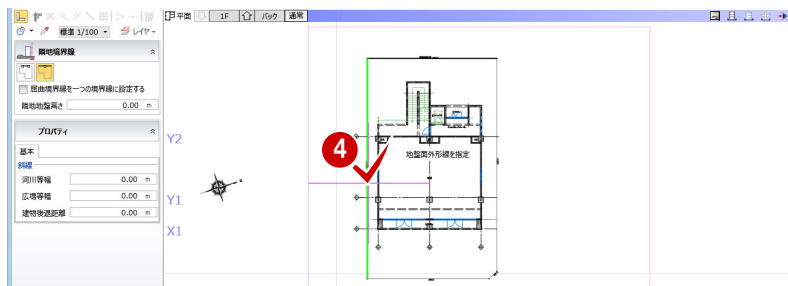 平面 1F バック 通常
標準 1/100 レイヤ
隣地境界線
屈曲境界線を一つの境界線に設定する
隣地地盤高さ 0.00 m
プロパティ
基本
斜線
河川等幅 0.00 m
広場等幅 0.00 m
建物後退距離 0.00 m
Y2
4
地盤面外形線を指定
Y1
X1